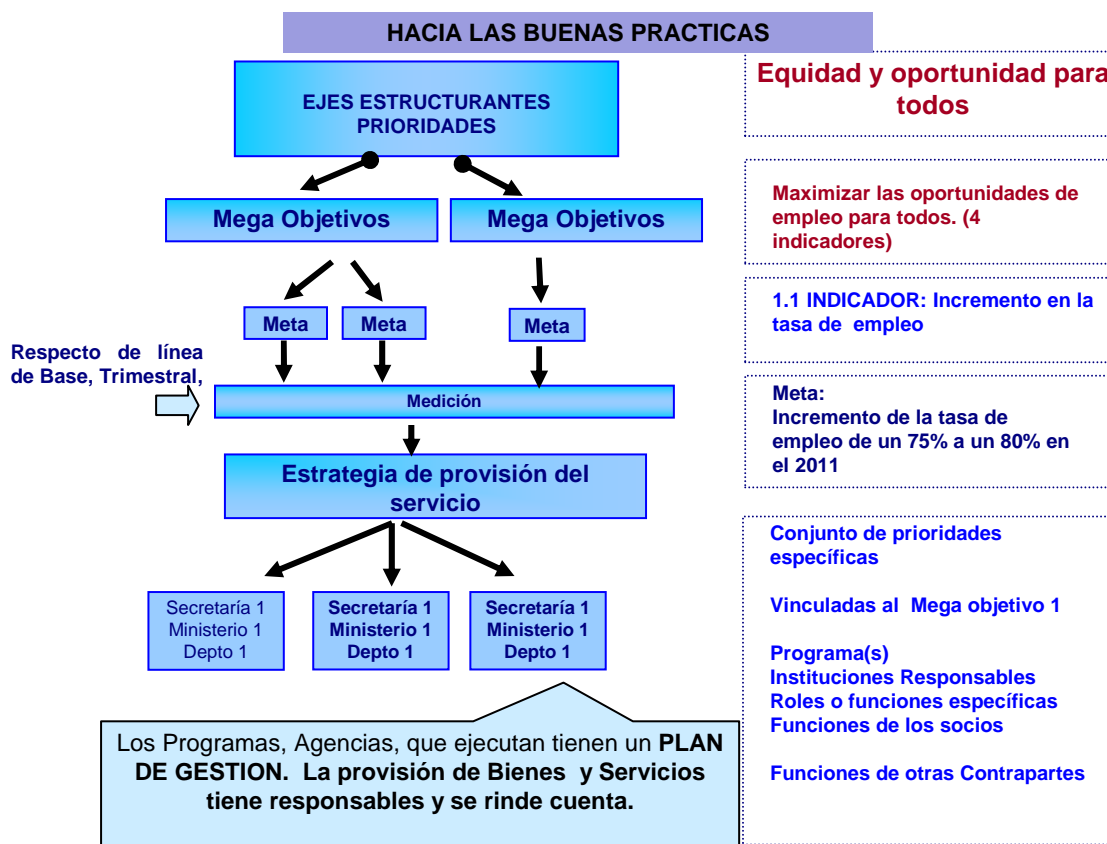 HACIA LAS BUENAS PRACTICAS
EJES ESTRUCTURANTES
PRIORIDADES
Equidad y oportunidad para
todos
Mega Objetivos
Mega Objetivos
Maximizar las oportunidades de
empleo para todos. (4
indicadores)
Meta
Meta
Meta
1.1 INDICADOR: Incremento en la
tasa de empleo
Respecto de línea
de Base, Trimestral,
Medición
Meta:
Incremento de la tasa de
empleo de un 75% a un 80% en
el 2011
Estrategia de provisión del
servicio
Secretaría 1
Ministerio 1
Depto 1
Secretaría 1
Ministerio 1
Depto 1
Secretaría 1
Ministerio 1
Depto 1
Conjunto de prioridades
específicas
Vinculadas al Mega objetivo 1
Programa(s)
Instituciones Responsables
Roles o funciones específicas
Funciones de los socios
Funciones de otras Contrapartes
Los Programas, Agencias, que ejecutan tienen un PLAN
DE GESTION. La provisión de Bienes y Servicios
tiene responsables y se rinde cuenta.